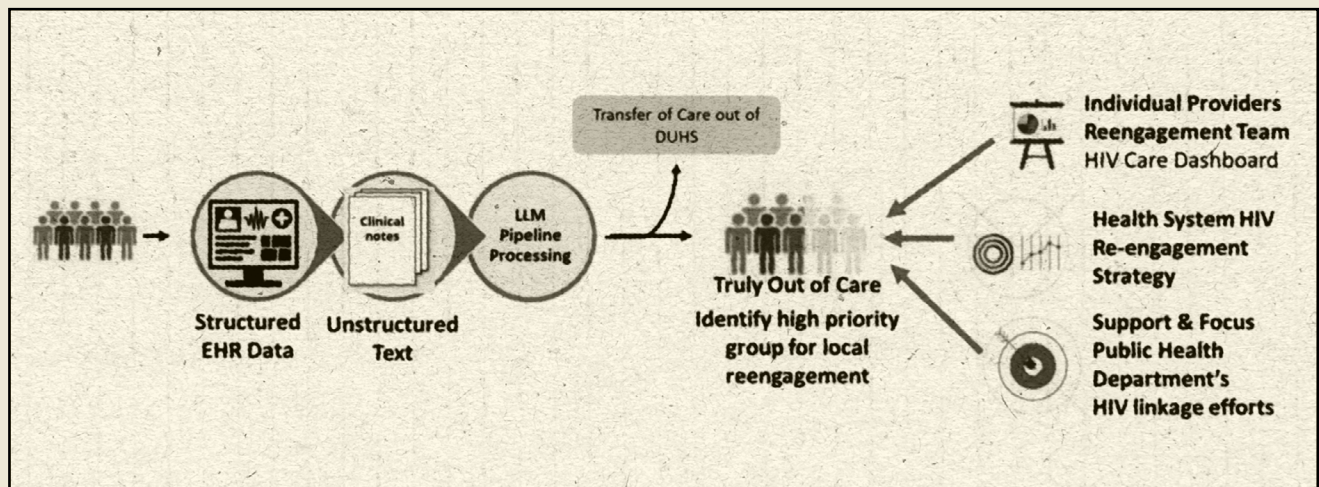 Transfer of Care out of
DUHS
Clinical
notes
LLM
Pipeline
Processing
Structured
EHR Data
Unstructured
Text
Truly Out of Care
Identify high priority
group for local
reengagement
Individual Providers
Reengagement Team
HIV Care Dashboard
Health System HIV
Re-engagement
Strategy
Support & Focus
Public Health
Department's
HIV linkage efforts